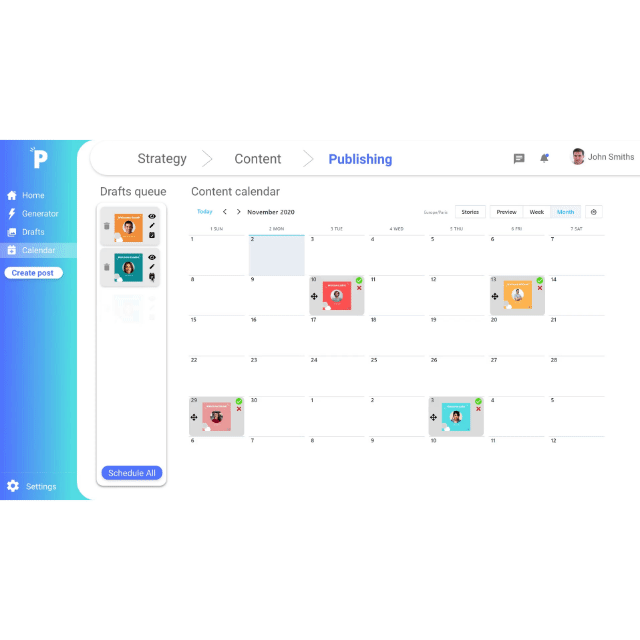 P
Strategy
Content
Publishing
John Smiths
Home
Generator
Drafts
Calendar
Create post
Settings
Drafts queue
Schedule All
Content calendar
Today
November 2020
Stories
Preview
Week
Month
1 SUN
2 MON
3 TUE
4 WED
5 THU
6 FRI
7 SAT
1 2 3 4 5 6 7
8 9 10 11 12 13 14
15 16 17 18 19 20 21
22 23 24 25 26 27 28
29 30 1 2 3 4 5
6 7 8 9 10 11 12